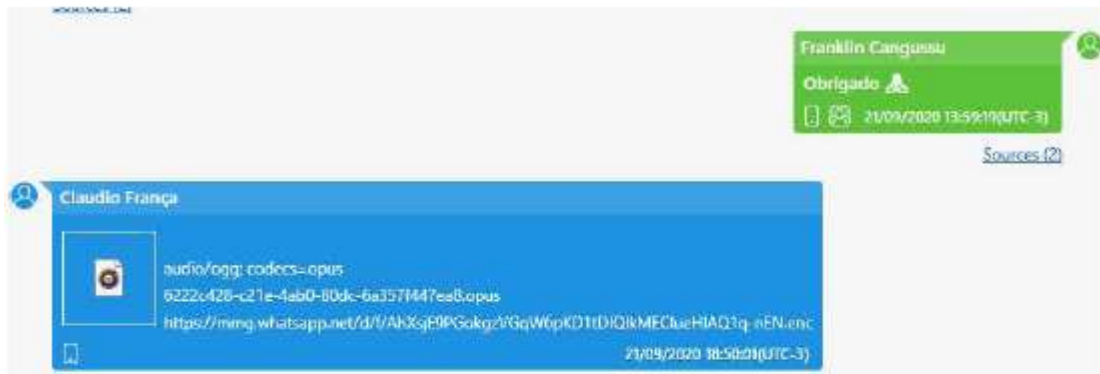 Franklin Cangussu
Obrigado
21/09/2020 13:59:19(UTC-3)
Sources (2)
Claudio França
audio/ogg; codecs=opus
6222c428-c21e-4ab0-80dc-6a357f447ea8.opus
21/09/2020 18:50:01(UTC-3)